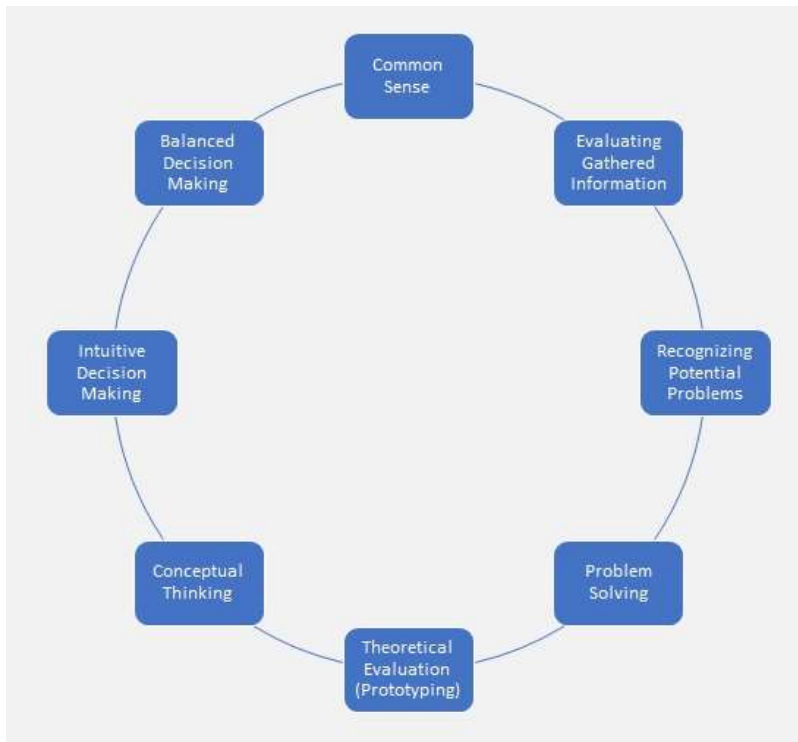 Common
Sense
Evaluating
Gathered
Information
Recognizing
Potential
Problems
Problem
Solving
Theoretical
Evaluation
(Prototyping)
Conceptual
Thinking
Intuitive
Decision
Making
Balanced
Decision
Making